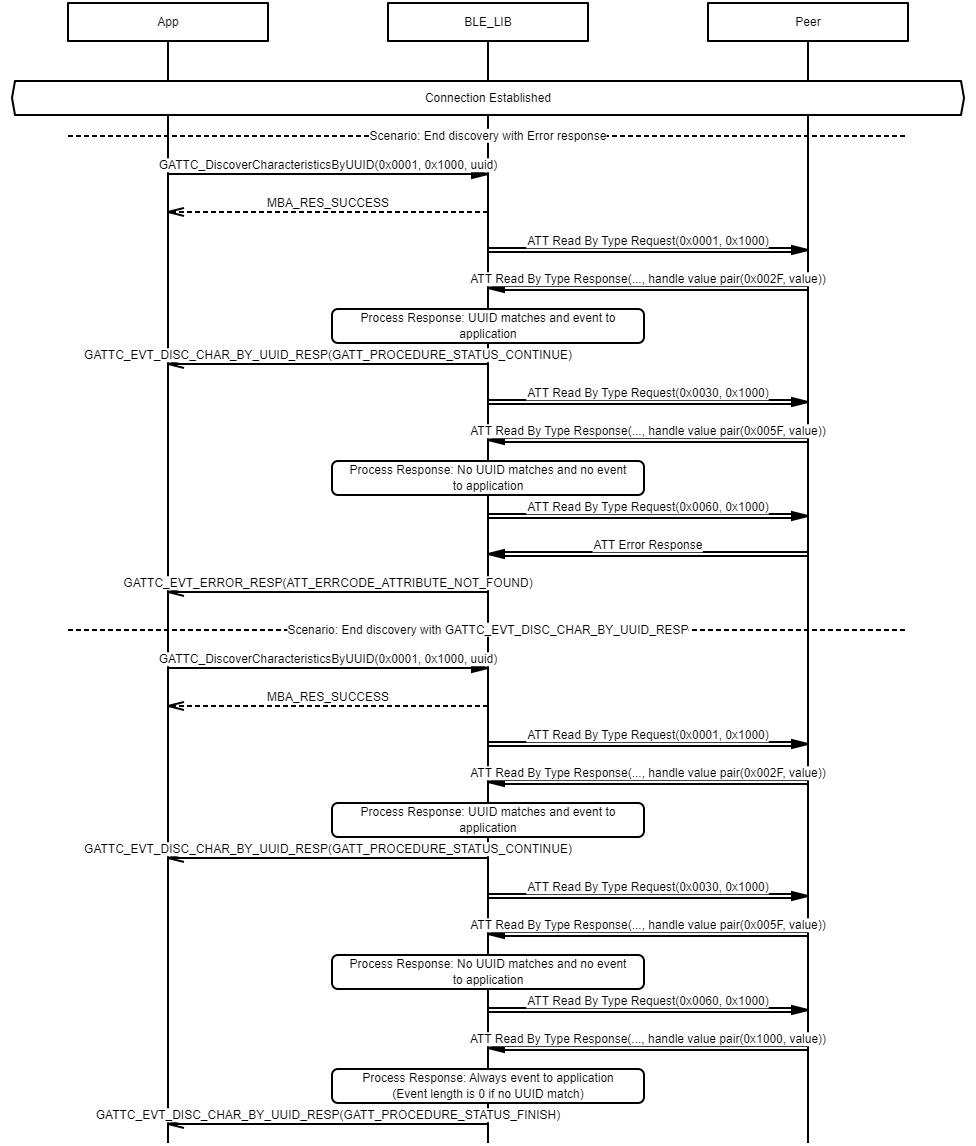 App
BLE_LIB
Peer
Connection Established
Scenario: End discovery with Error response
GATTC_DiscoverCharacteristicsByUUID(0x0001, 0x1000, uuid)
MBA_RES_SUCCESS
ATT Read By Type Request(0x0001, 0x1000)
ATT Read By Type Response(..., handle value pair(0x002F, value))
Process Response: UUID matches and event to
application
GATTC_EVT_DISC_CHAR_BY_UUID_RESP(GATT_PROCEDURE_STATUS_CONTINUE)
ATT Read By Type Request(0x0030, 0x1000)
ATT Read By Type Response(..., handle value pair(0x005F, value))
Process Response: No UUID matches and no event
to application
ATT Read By Type Request(0x0060, 0x1000)
ATT Error Response
GATTC_EVT_ERROR_RESP(ATT_ERRCODE_ATTRIBUTE_NOT_FOUND)
Scenario: End discovery with GATTC_EVT_DISC_CHAR_BY_UUID_RESP
GATTC_DiscoverCharacteristicsByUUID(0x0001, 0x1000, uuid)
MBA_RES_SUCCESS
ATT Read By Type Request(0x0001, 0x1000)
ATT Read By Type Response(..., handle value pair(0x002F, value))
Process Response: UUID matches and event to
application
GATTC_EVT_DISC_CHAR_BY_UUID_RESP(GATT_PROCEDURE_STATUS_CONTINUE)
ATT Read By Type Request(0x0030, 0x1000)
ATT Read By Type Response(..., handle value pair(0x005F, value))
Process Response: No UUID matches and no event
to application
ATT Read By Type Request(0x0060, 0x1000)
ATT Read By Type Response(..., handle value pair(0x1000, value))
Process Response: Always event to application
(Event length is 0 if no UUID match)
GATTC_EVT_DISC_CHAR_BY_UUID_RESP(GATT_PROCEDURE_STATUS_FINISH)